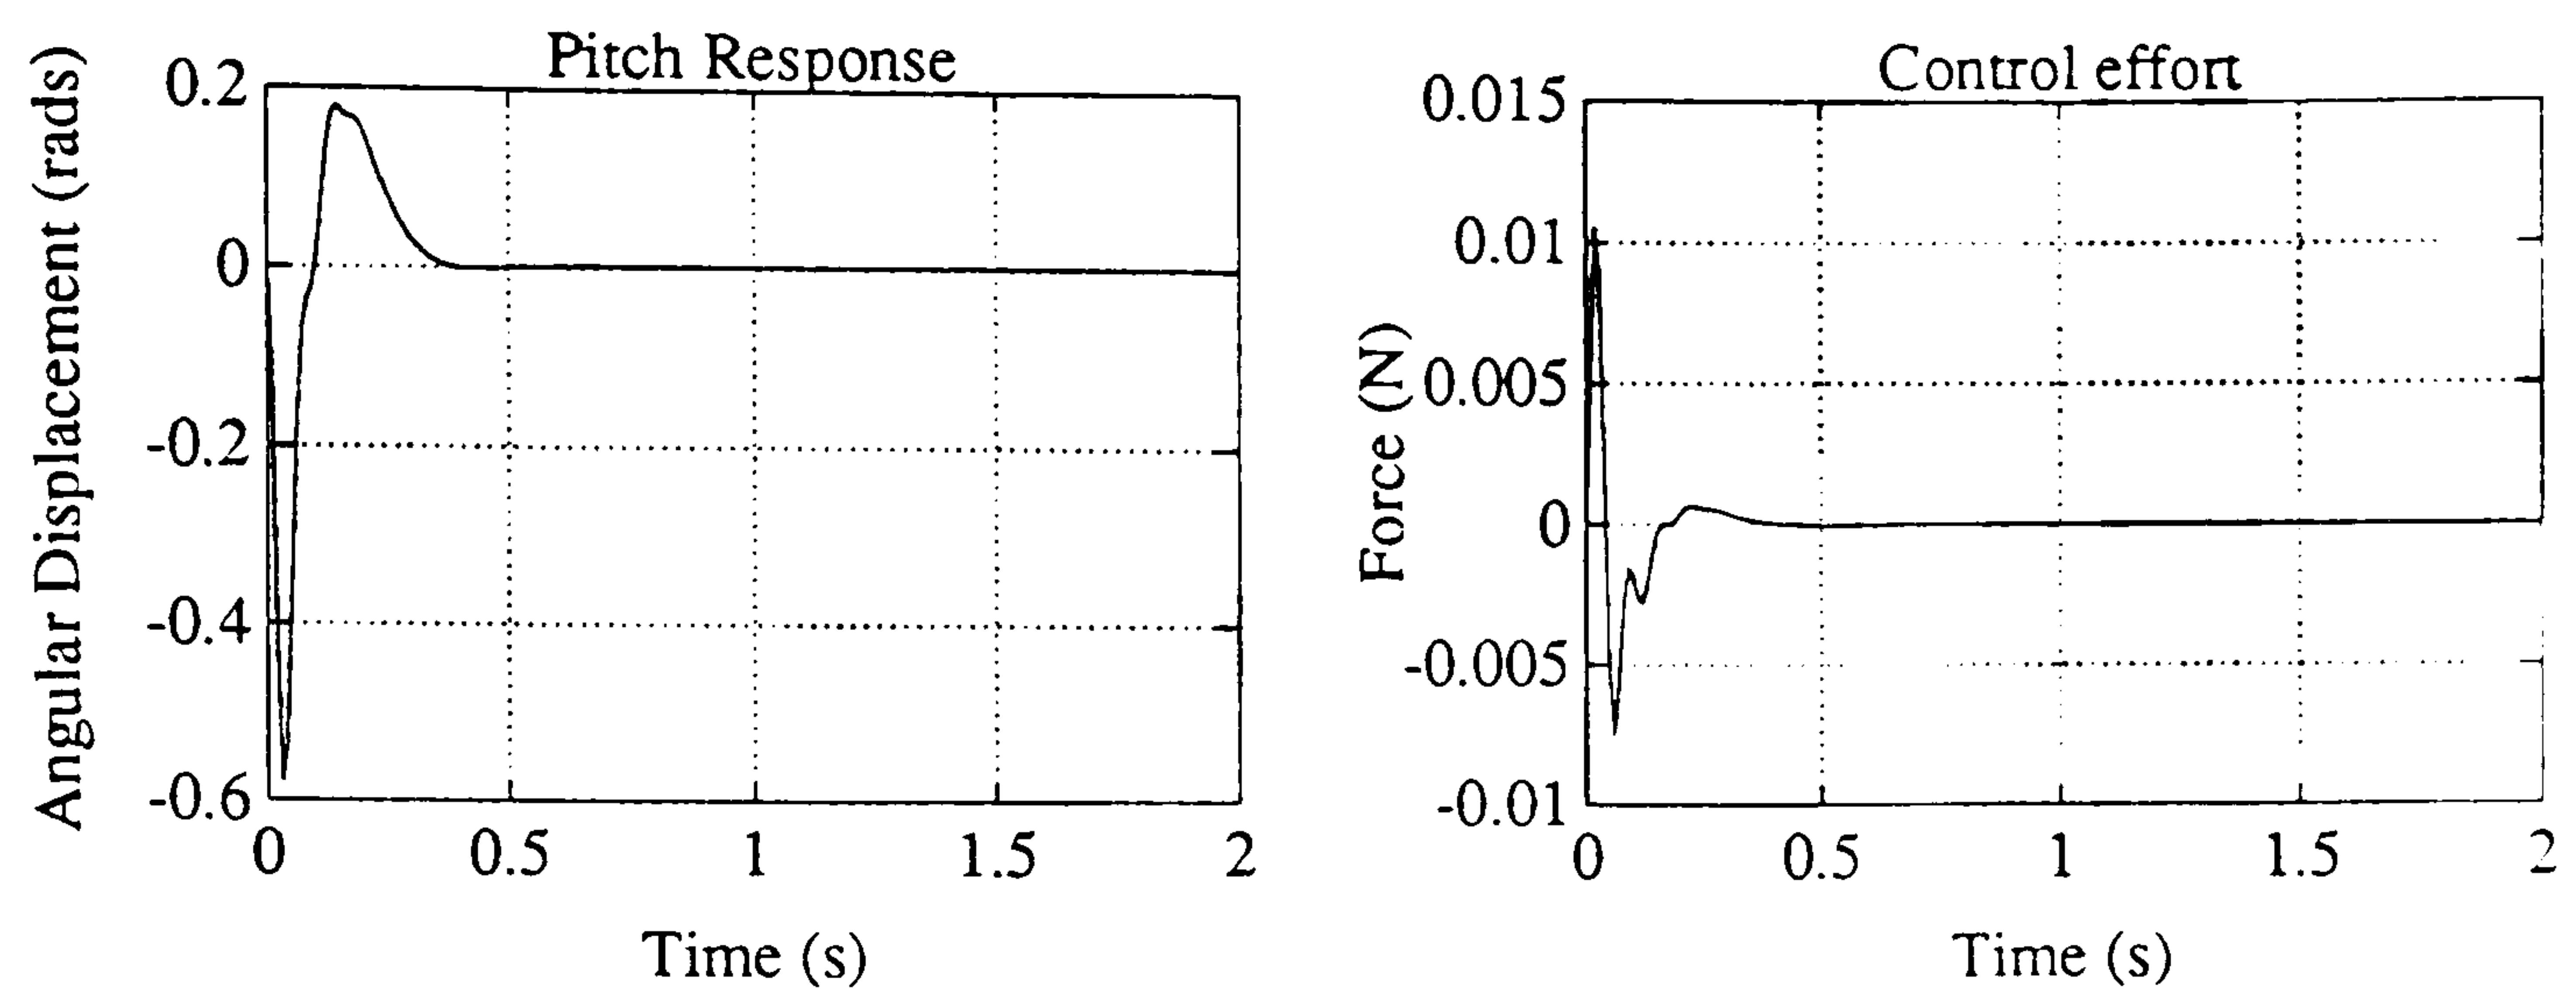 Pitch Response
Angular Displacement (rads)
0.2
0
-0.2
-0.4
-0.6
0 0.5 1 1.5 2
Time (s)
Control effort
Force (N)
0.015
0.01
0.005
0
-0.005
-0.01
0 0.5 1 1.5 2
Time (s)